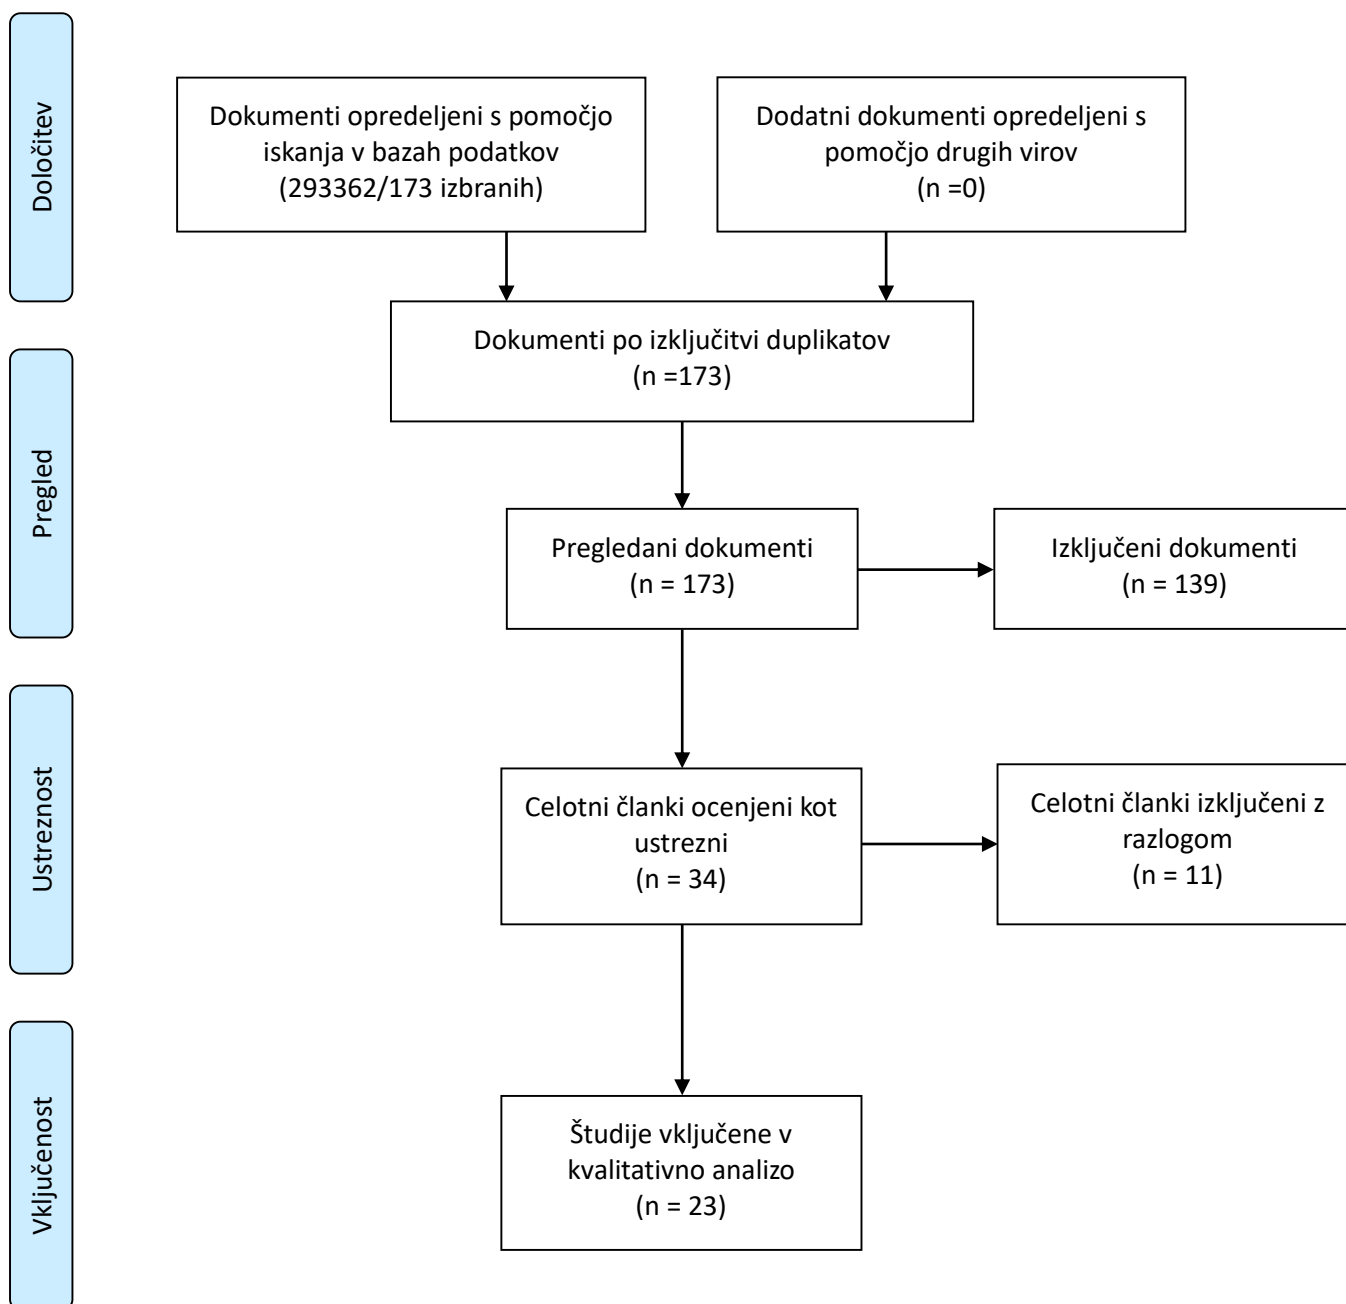 Določitev
Dokumenti opredeljeni s pomočjo
iskanja v bazah podatkov
(293362/173 izbranih)
Dodatni dokumenti opredeljeni s
pomočjo drugih virov
(n =0)
Dokumenti po izključitvi duplikatov
(n =173)
Pregled
Pregledani dokumenti
(n = 173)
Izključeni dokumenti
(n = 139)
Ustreznost
Celotni članki ocenjeni kot
ustrezni
(n = 34)
Celotni članki izključeni z
razlogom
(n = 11)
Vključenost
Študije vključene v
kvalitativno analizo
(n = 23)